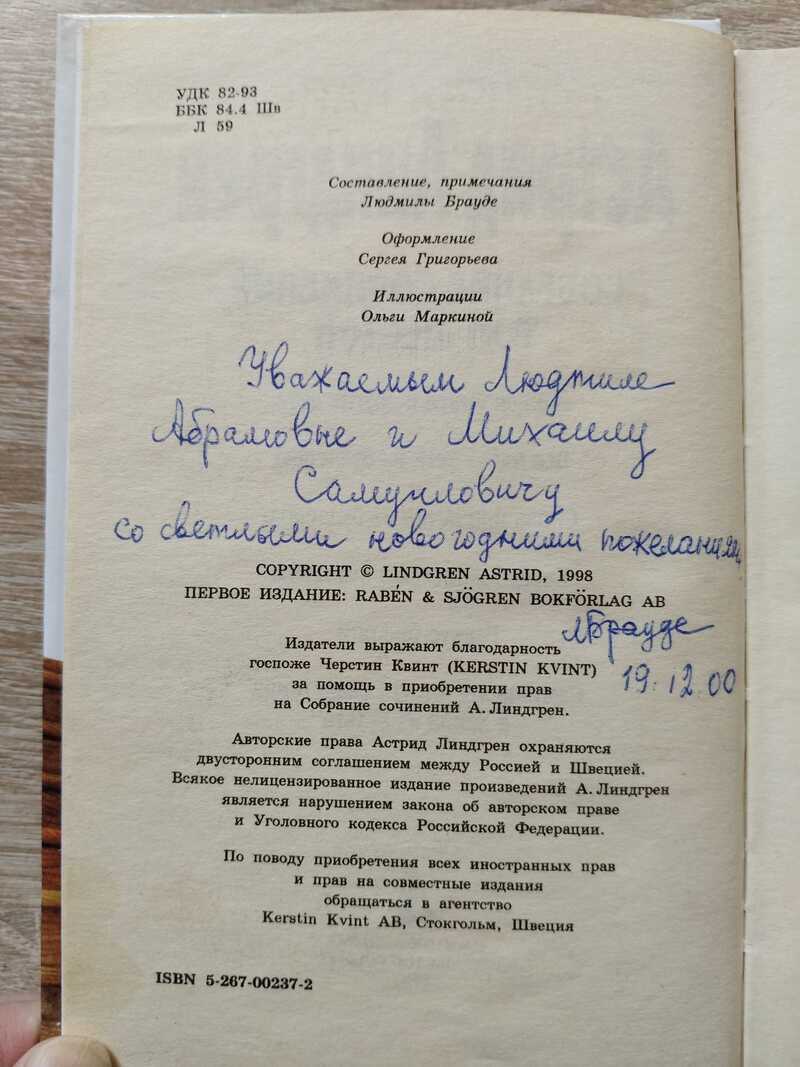 УДК 82-93
ББК 84.4 Шв
Л 59
Составление, примечания
Людмилы Брауде
Оформление
Сергея Григорьева
Иллюстрации
Ольги Маркиной
Уважаемым Людмиле
Абрамовне и Михаилу
Самуиловичу
со светлыми новогодними пожеланиями
COPYRIGHT © LINDGREN ASTRID, 1998
ПЕРВОЕ ИЗДАНИЕ: RABÉN & SJÖGREN BOKFÖRLAG AB
ЛБрауде
19.12.00
Издатели выражают благодарность
госпоже Черстин Квинт (KERSTIN KVINT)
за помощь в приобретении прав
на Собрание сочинений А. Линдгрен.
Авторские права Астрид Линдгрен охраняются
двусторонним соглашением между Россией и Швецией.
Всякое нелицензированное издание произведений А. Линдгрен
является нарушением закона об авторском праве
и Уголовного кодекса Российской Федерации.
По поводу приобретения всех иностранных прав
и прав на совместные издания
обращаться в агентство
Kerstin Kvint AB, Стокгольм, Швеция
ISBN 5-267-00237-2